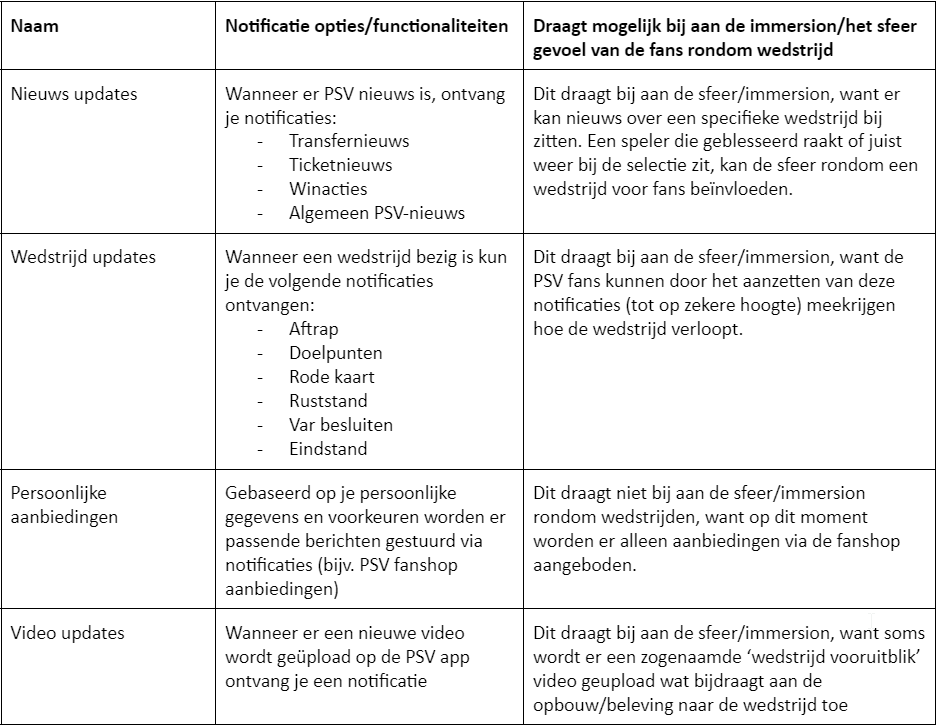 Naam
Notificatie opties/functionaliteiten
Draagt mogelijk bij aan de immersion/het sfeer
gevoel van de fans rondom wedstrijd
Nieuws updates
Wanneer er PSV nieuws is, ontvang
je notificaties:
- Transfernieuws
- Ticketnieuws
- Winacties
- Algemeen PSV-nieuws
Dit draagt bij aan de sfeer/immersion, want er
kan nieuws over een specifieke wedstrijd bij
zitten. Een speler die geblesseerd raakt of juist
weer bij de selectie zit, kan de sfeer rondom een
wedstrijd voor fans beïnvloeden.
Wedstrijd updates
Wanneer een wedstrijd bezig is kun
je de volgende notificaties
ontvangen:
- Aftrap
- Doelpunten
- Rode kaart
- Ruststand
- Var besluiten
- Eindstand
Dit draagt bij aan de sfeer/immersion, want de
PSV fans kunnen door het aanzetten van deze
notificaties (tot op zekere hoogte) meekrijgen
hoe de wedstrijd verloopt.
Persoonlijke
aanbiedingen
Gebaseerd op je persoonlijke
gegevens en voorkeuren worden er
passende berichten gestuurd via
notificaties (bijv. PSV fanshop
aanbiedingen)
Dit draagt niet bij aan de sfeer/immersion
rondom wedstrijden, want op dit moment
worden er alleen aanbiedingen via de fanshop
aangeboden.
Video updates
Wanneer er een nieuwe video
wordt geüpload op de PSV app
ontvang je een notificatie
Dit draagt bij aan de sfeer/immersion, want soms
wordt er een zogenaamde ‘wedstrijd vooruitblik’
video geupload wat bijdraagt aan de
opbouw/beleving naar de wedstrijd toe